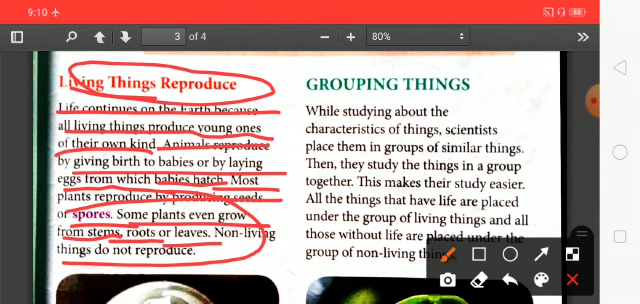 9:10
3 of 4
80%
Living Things Reproduce
Life continues on the Earth because
all living things produce young ones
of their own kind. Animals reproduce
by giving birth to babies or by laying
eggs from which babies hatch. Most
plants reproduce by producing seeds
or spores. Some plants even grow
from stems, roots or leaves. Non-living
things do not reproduce.
GROUPING THINGS
While studying about the
characteristics of things, scientists
place them in groups of similar things.
Then, they study the things in a group
together. This makes their study easier.
All the things that have life are placed
under the group of living things and all
those without life are placed under the
group of non-living things.